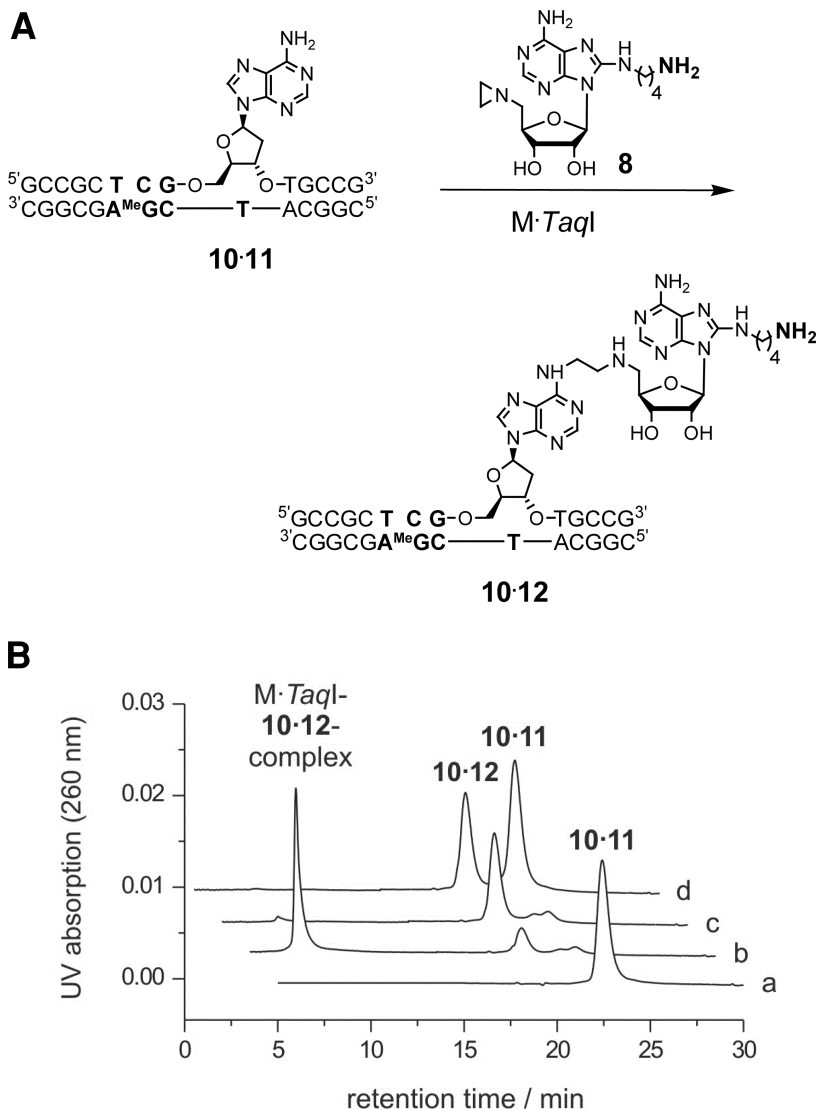 A
NH₂
N
N
N
N
O
⁵'GCCGC T C G-O
O-TGCCG³'
³'CGGCGAᴹᵉGC T ACGGC⁵'
10·11
NH₂
N
N
N
N
H
N
NH₂
4
N
O
HO
OH
8
M·TaqI
NH₂
N
N
N
N
H
N
NH₂
4
H
N
NH
O
HO
OH
N
N
N
N
O
⁵'GCCGC T C G-O
O-TGCCG³'
³'CGGCGAᴹᵉGC T ACGGC⁵'
10·12
B
M·TaqI-
10·12-
complex
10·11
10·12
10·11
0.03
0.02
0.01
0.00
UV absorption (260 nm)
d
c
b
a
0 5 10 15 20 25 30
retention time / min